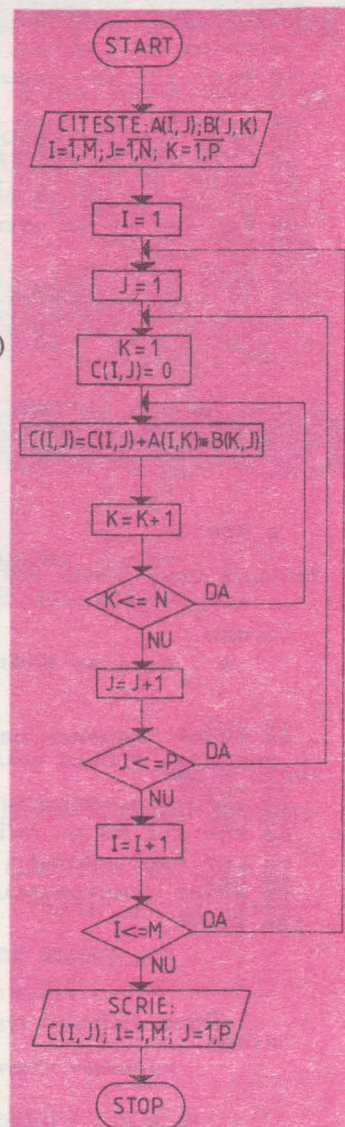 START
CITESTE: A(I,J); B(J,K)
I=1,M; J=1,N; K=1,P
I = 1
J = 1
)
K = 1
C(I,J)= 0
C(I,J)=C(I,J)+A(I,K)*B(K,J)
K=K+1
K<= N
DA
NU
J=J+1
J<=P
DA
NU
I=I+1
I<=M
DA
NU
SCRIE:
C(I,J); I=1,M; J=1,P
STOP